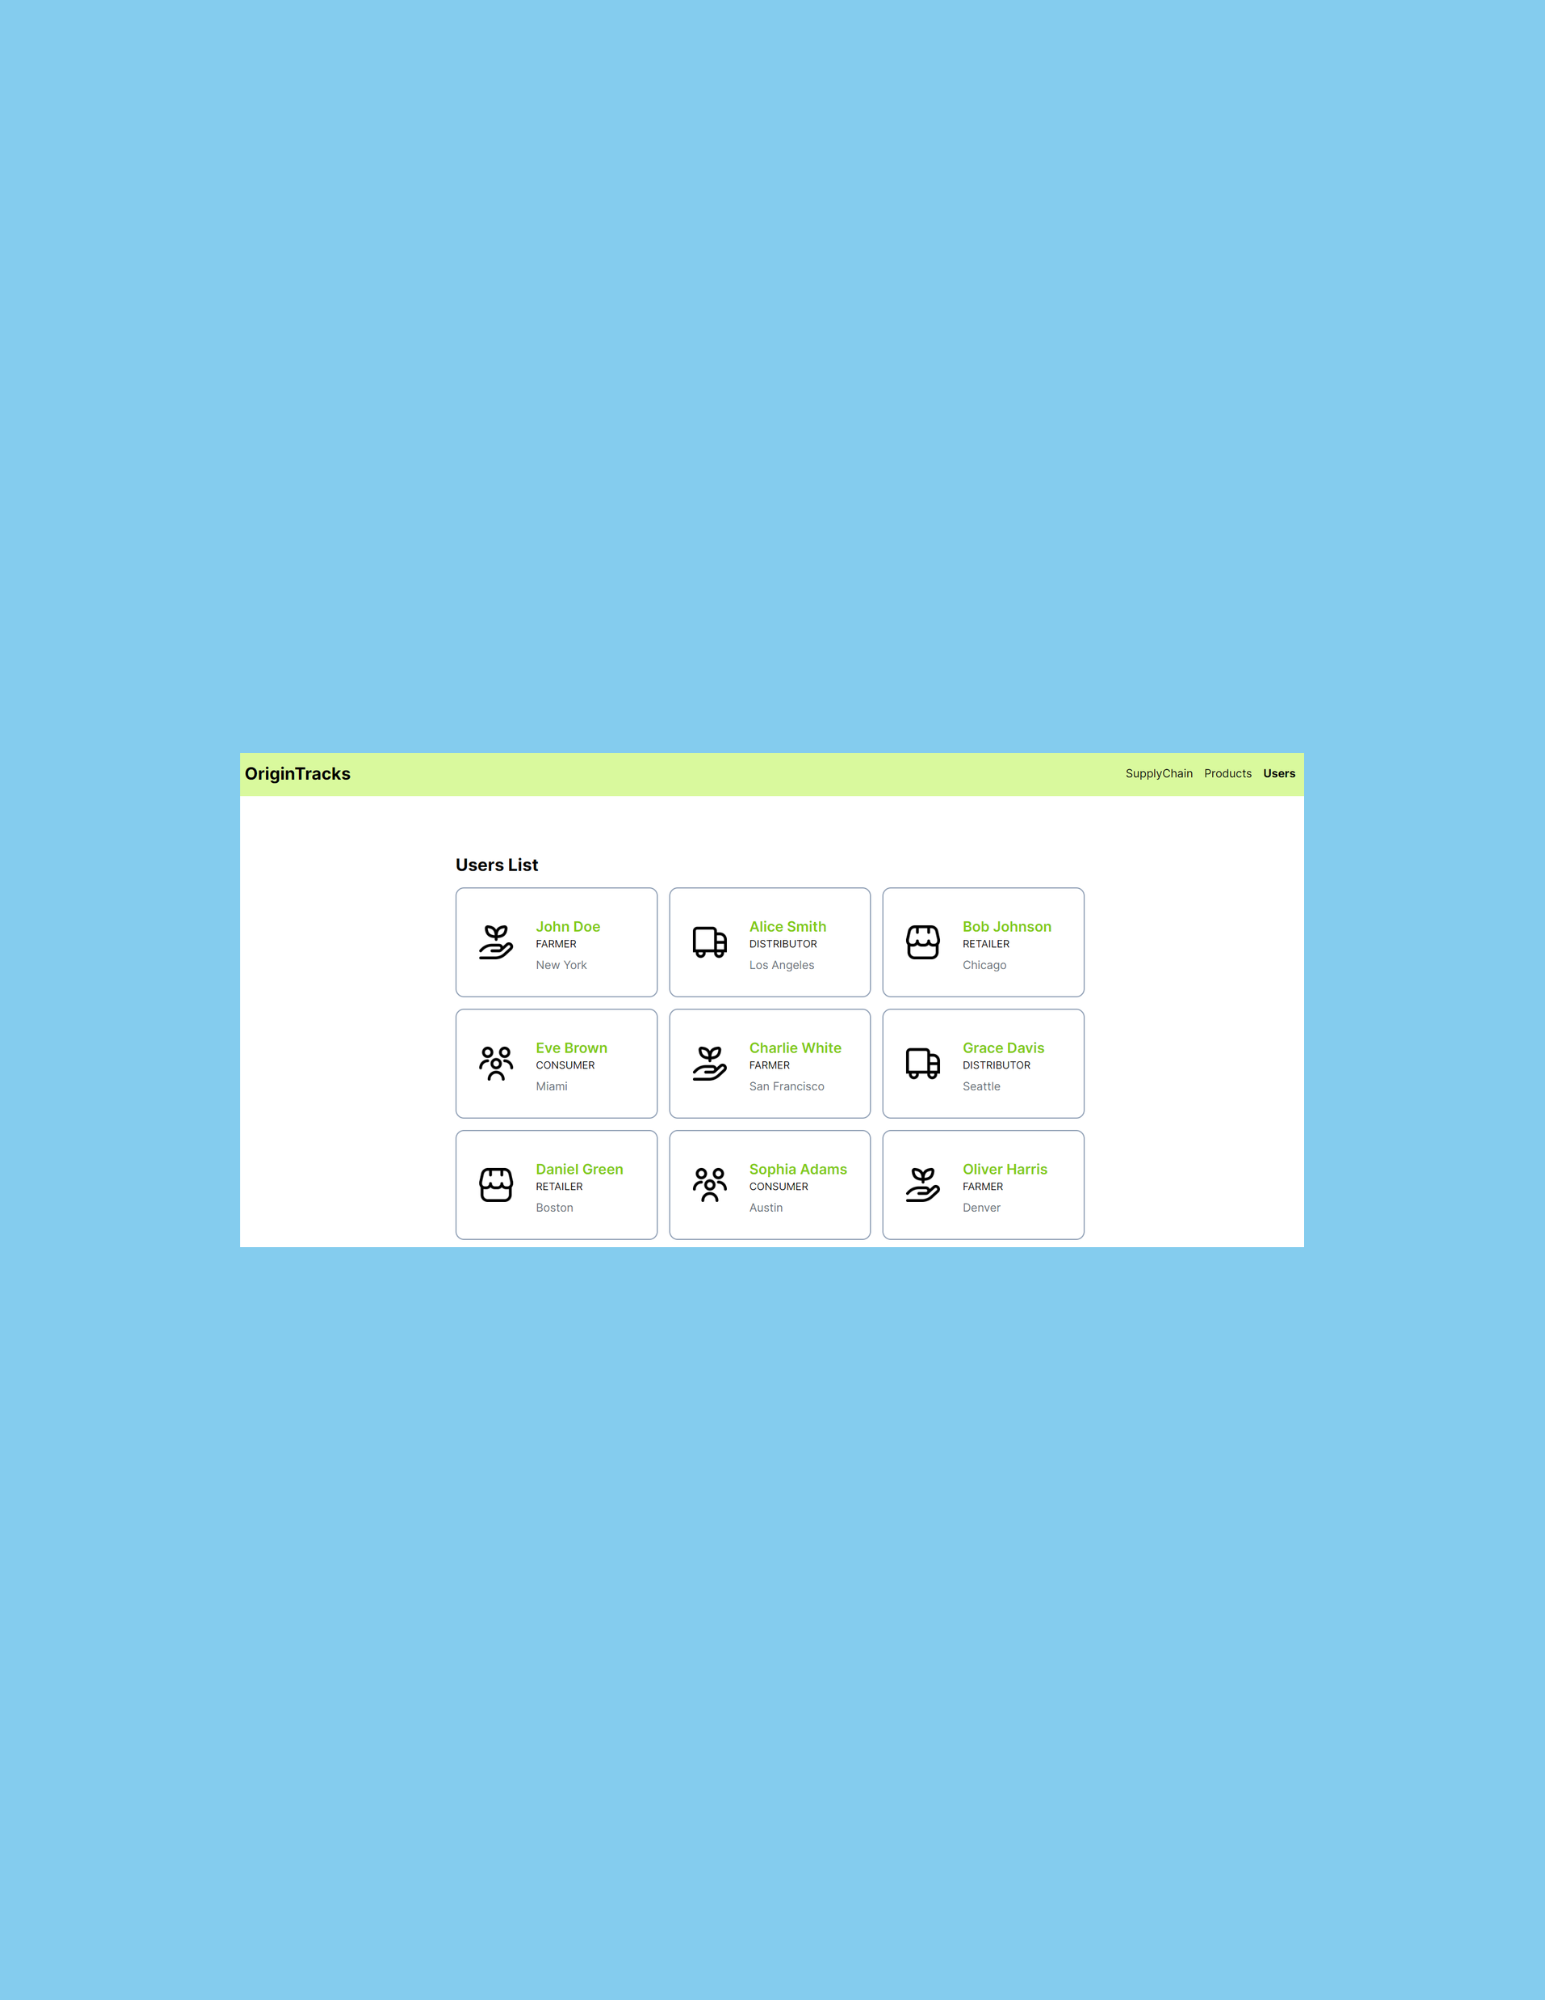 OriginTracks
SupplyChain Products Users
Users List
John Doe
FARMER
New York
Alice Smith
DISTRIBUTOR
Los Angeles
Bob Johnson
RETAILER
Chicago
Eve Brown
CONSUMER
Miami
Charlie White
FARMER
San Francisco
Grace Davis
DISTRIBUTOR
Seattle
Daniel Green
RETAILER
Boston
Sophia Adams
CONSUMER
Austin
Oliver Harris
FARMER
Denver